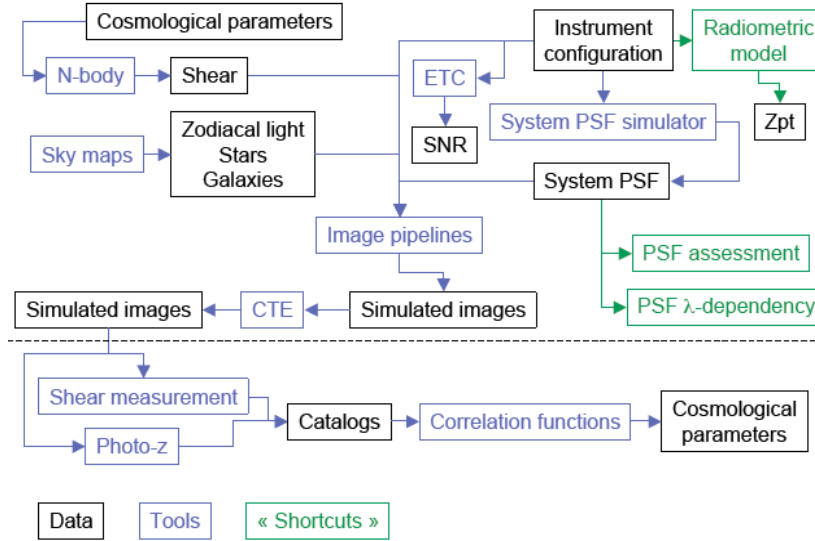 Cosmological parameters
Instrument
configuration
Radiometric
model
N-body
Shear
ETC
Zpt
System PSF simulator
SNR
Sky maps
Zodiacal light
Stars
Galaxies
System PSF
Image pipelines
PSF assessment
Simulated images
CTE
Simulated images
PSF λ-dependency
Shear measurement
Catalogs
Correlation functions
Cosmological
parameters
Photo-z
Data
Tools
« Shortcuts »